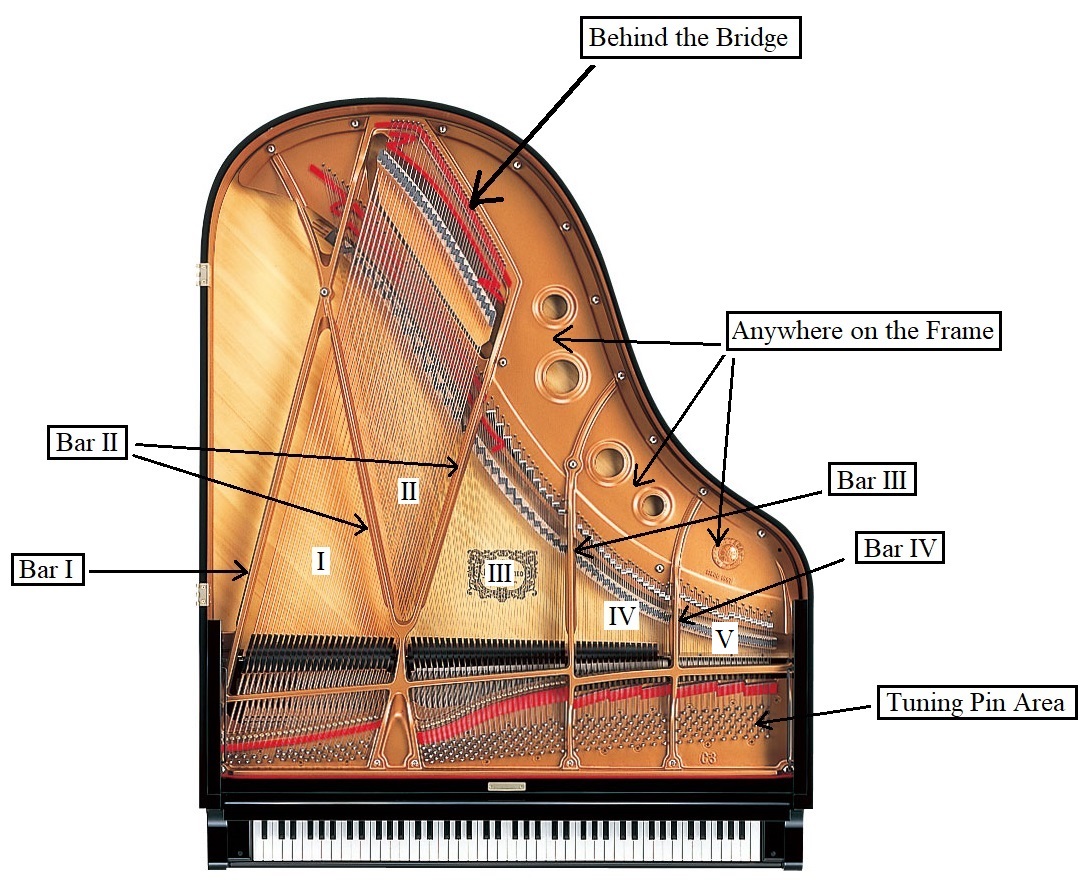 Behind the Bridge
Anywhere on the Frame
Bar II
II
Bar III
Bar I
I
III
Bar IV
IV
V
Tuning Pin Area
C3